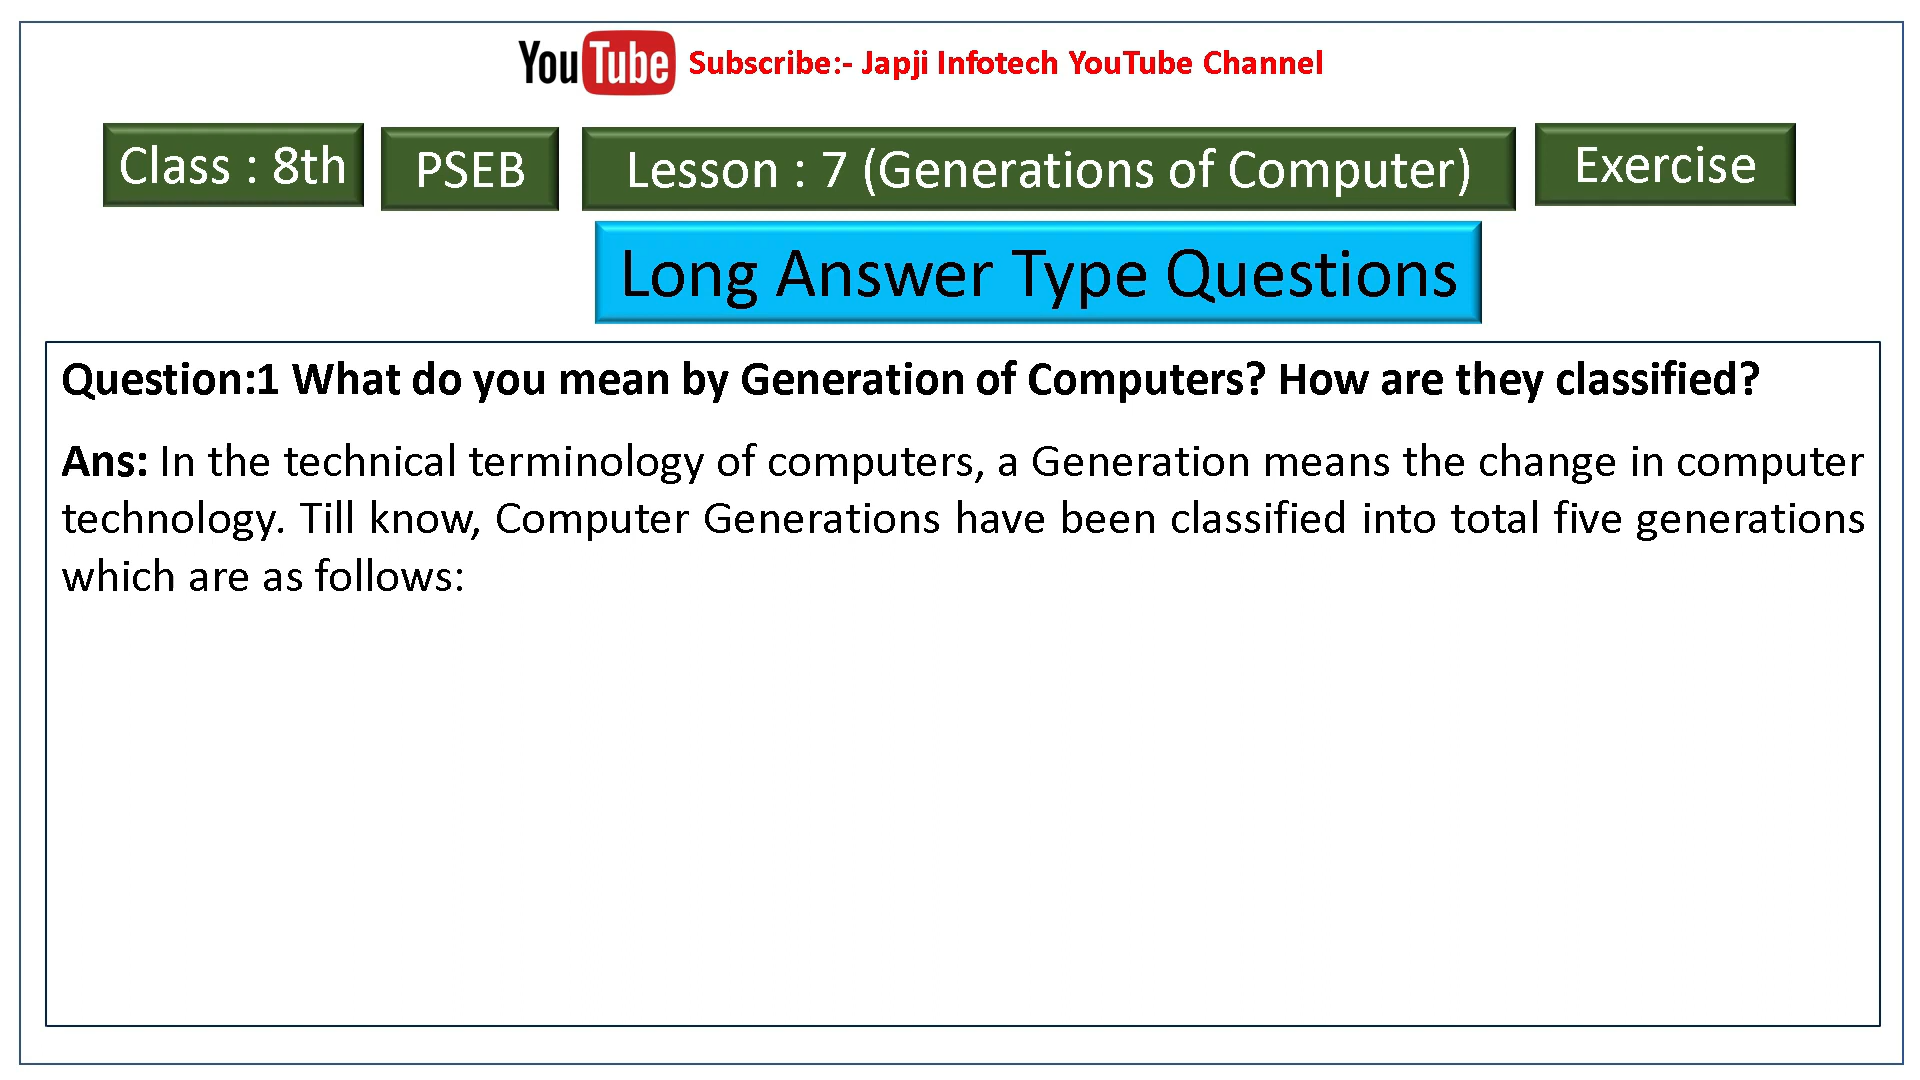 YouTube Subscribe:- Japji Infotech YouTube Channel
Class : 8th PSEB Lesson : 7 (Generations of Computer) Exercise
Long Answer Type Questions
Question:1 What do you mean by Generation of Computers? How are they classified?
Ans: In the technical terminology of computers, a Generation means the change in computer
technology. Till know, Computer Generations have been classified into total five generations
which are as follows: